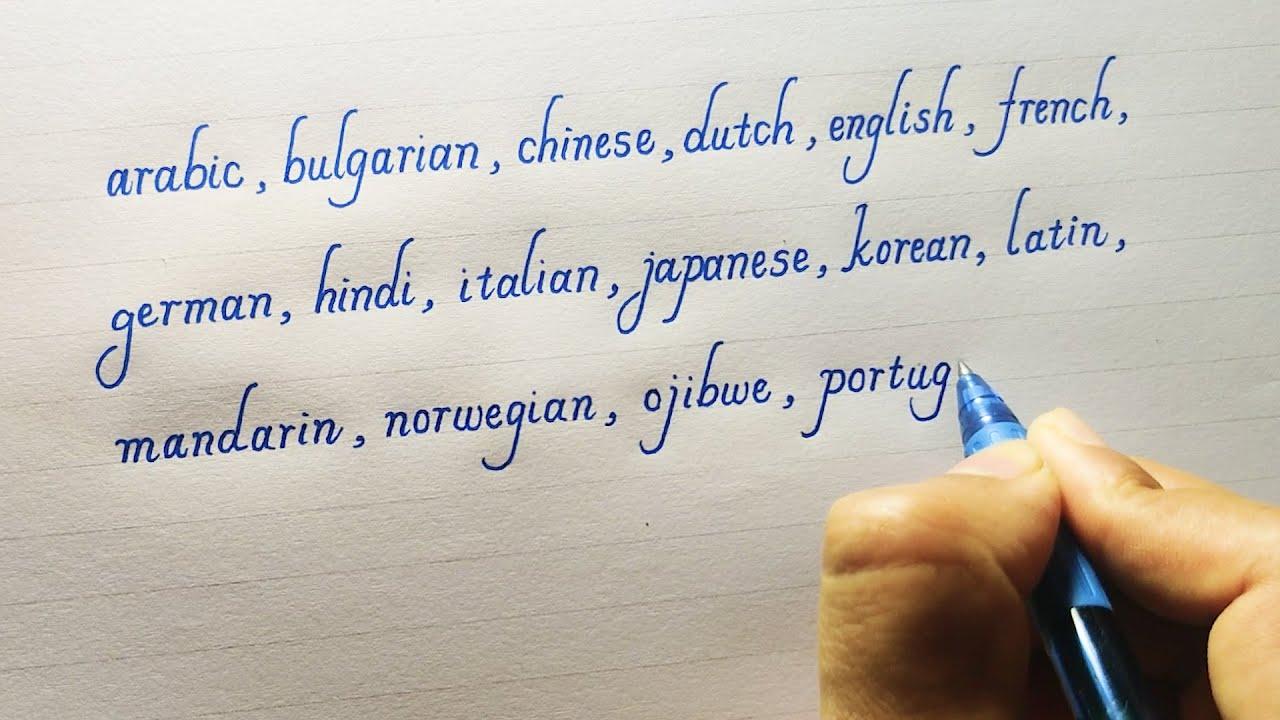 arabic, bulgarian, chinese, dutch, english, french,
german, hindi, italian, japanese, korean, latin,
mandarin, norwegian, ojibwe, portug